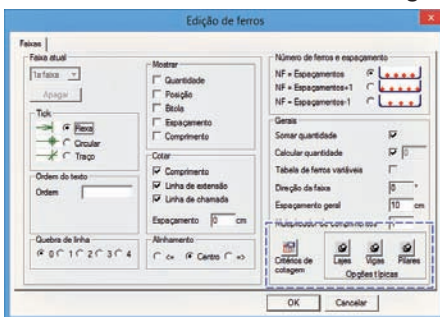 Edição de ferros
Faixas
Faixa atual
1a faixa
Apagar
Tick
Flexa
Circular
Traço
Ordem do texto
Ordem
Quebra de linha
0 1 2 3 4
Mostrar
Quantidade
Posição
Bitola
Espaçamento
Comprimento
Cotar
Comprimento
Linha de extensão
Linha de chamada
Espaçamento 0 cm
Alinhamento
<= Centro =>
Número de ferros e espaçamento
NF = Espaçamentos
NF = Espaçamentos+1
NF = Espaçamentos-1
Gerais
Somar quantidade
Calcular quantidade 0
Tabela de ferros variáveis
Direção da faixa 0 °
Espaçamento geral 10 cm
Multiplicador de comprimentos
Critérios de cotagem
Lajes Vigas Pilares
Opções típicas
OK Cancelar